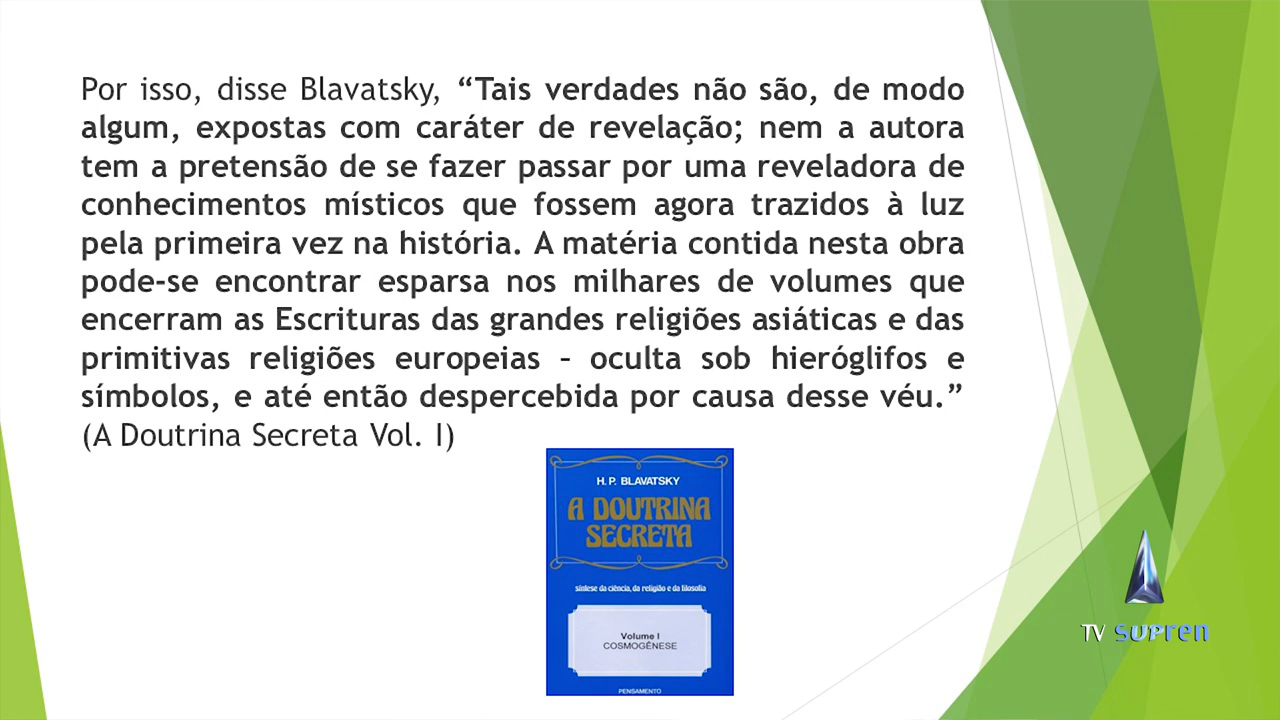 Por isso, disse Blavatsky, “Tais verdades não são, de modo
algum, expostas com caráter de revelação; nem a autora
tem a pretensão de se fazer passar por uma reveladora de
conhecimentos místicos que fossem agora trazidos à luz
pela primeira vez na história. A matéria contida nesta obra
pode-se encontrar esparsa nos milhares de volumes que
encerram as Escrituras das grandes religiões asiáticas e das
primitivas religiões europeias – oculta sob hieróglifos e
símbolos, e até então despercebida por causa desse véu.”
(A Doutrina Secreta Vol. I)
H. P. BLAVATSKY
A DOUTRINA
SECRETA
síntese da ciência, da religião e da filosofia
Volume I
COSMOGÊNESE
PENSAMENTO
TV SUPREN